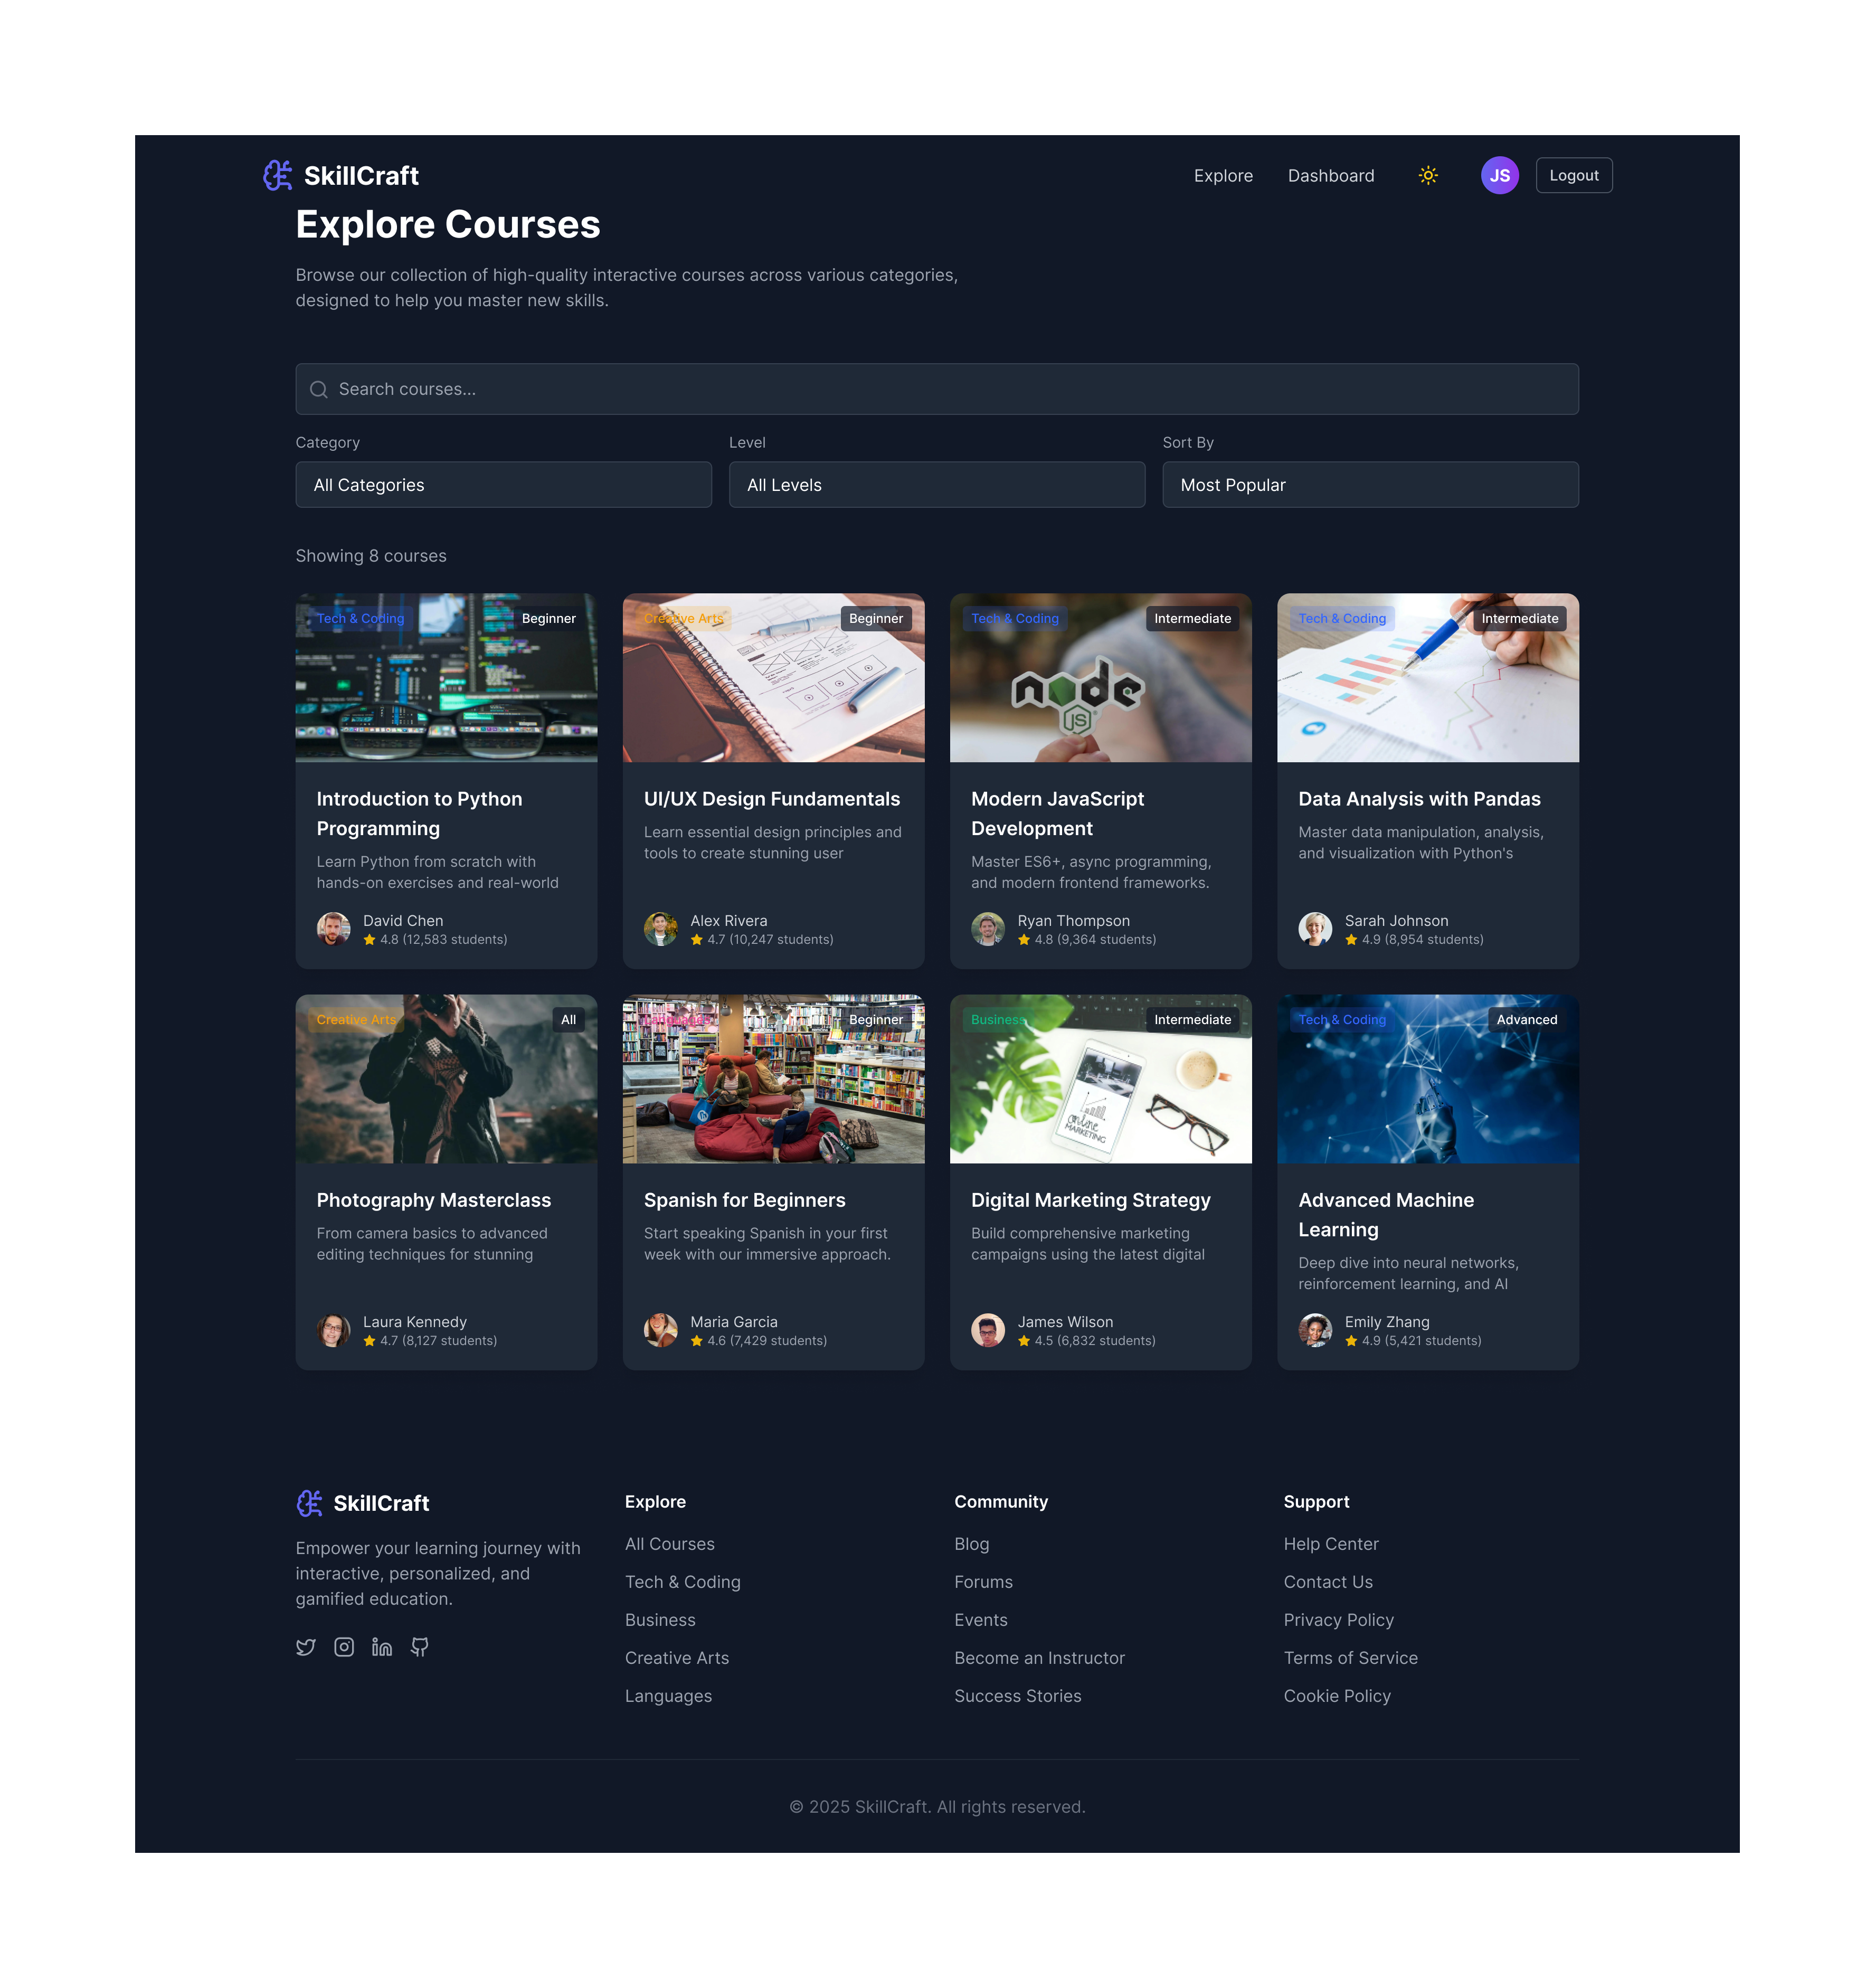 SkillCraft
Explore
Dashboard
JS
Logout
Explore Courses
Browse our collection of high-quality interactive courses across various categories,
designed to help you master new skills.
Search courses...
Category
Level
Sort By
All Categories
All Levels
Most Popular
Showing 8 courses
Tech & Coding
Beginner
Introduction to Python
Programming
Learn Python from scratch with
hands-on exercises and real-world
David Chen
4.8 (12,583 students)
Creative Arts
Beginner
UI/UX Design Fundamentals
Learn essential design principles and
tools to create stunning user
Alex Rivera
4.7 (10,247 students)
Tech & Coding
Intermediate
node
JS
Modern JavaScript
Development
Master ES6+, async programming,
and modern frontend frameworks.
Ryan Thompson
4.8 (9,364 students)
Tech & Coding
Intermediate
Data Analysis with Pandas
Master data manipulation, analysis,
and visualization with Python's
Sarah Johnson
4.9 (8,954 students)
Creative Arts
All
Photography Masterclass
From camera basics to advanced
editing techniques for stunning
Laura Kennedy
4.7 (8,127 students)
Languages
Beginner
Spanish for Beginners
Start speaking Spanish in your first
week with our immersive approach.
Maria Garcia
4.6 (7,429 students)
Business
Intermediate
Online
MARKETING
Digital Marketing Strategy
Build comprehensive marketing
campaigns using the latest digital
James Wilson
4.5 (6,832 students)
Tech & Coding
Advanced
Advanced Machine
Learning
Deep dive into neural networks,
reinforcement learning, and AI
Emily Zhang
4.9 (5,421 students)
SkillCraft
Empower your learning journey with
interactive, personalized, and
gamified education.
Explore
All Courses
Tech & Coding
Business
Creative Arts
Languages
Community
Blog
Forums
Events
Become an Instructor
Success Stories
Support
Help Center
Contact Us
Privacy Policy
Terms of Service
Cookie Policy
© 2025 SkillCraft. All rights reserved.